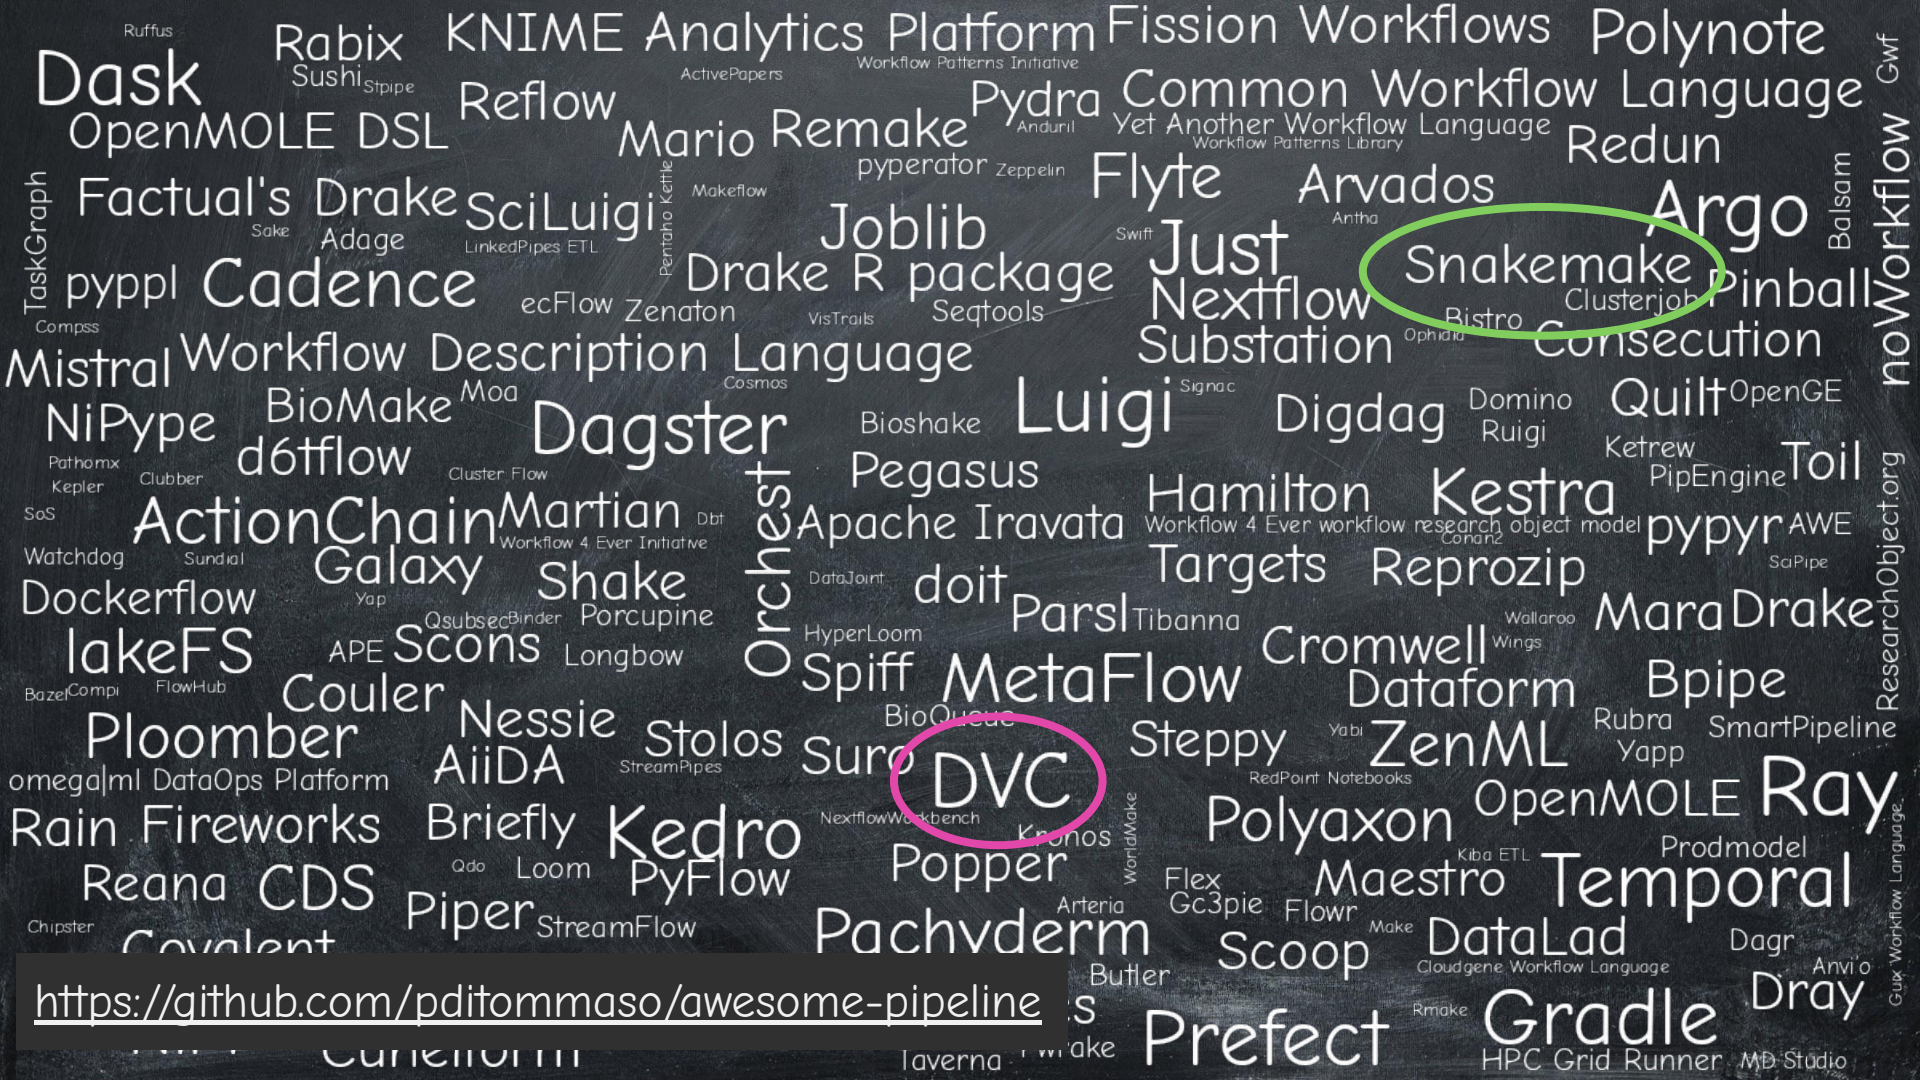 Ruffus
Rabix
KNIME Analytics Platform
Fission Workflows
Polynote
Gwf
Dask
Sushi
Stpipe
ActivePapers
Workflow Patterns Initiative
Reflow
Pydra
Common Workflow Language
OpenMOLE DSL
Mario
Remake
Anduril
Yet Another Workflow Language
Workflow Patterns Library
Redun
noWorkflow
TaskGraph
Factual's Drake
SciLuigi
Pentaho Kettle
Makeflow
pyperator
Zeppelin
Flyte
Arvados
Antha
Argo
Balsam
Sake
Adage
LinkedPipes ETL
Joblib
Swift
Just
Snakemake
pyppl
Cadence
ecFlow
Zenaton
Drake R package
VisTrails
Seqtools
Nextflow
Clusterjob
Pinball
Compss
Bistro
Ophidia
Substation
Consecution
Mistral
Workflow Description Language
Cosmos
Moa
BioMake
NiPype
Dagster
Bioshake
Luigi
Signac
Digdag
Domino
Ruigi
Quilt
OpenGE
Ketrew
Toil
Pathomx
Kepler
Clubber
d6tflow
Cluster Flow
Orchest
Pegasus
Hamilton
Kestra
PipEngine
ResearchObject.org
SoS
ActionChain
Martian
Dbt
Workflow 4 Ever Initiative
Apache Iravata
Workflow 4 Ever workflow research object model
Conan2
pypyr
AWE
Watchdog
Sundial
Galaxy
Shake
DataJoint
doit
Targets
Reprozip
SciPipe
Dockerflow
Yap
Qsubsec
Binder
Porcupine
Parsl
Tibanna
Wallaroo
Mara
Drake
lakeFS
APE
Scons
Longbow
HyperLoom
Spiff
MetaFlow
Cromwell
Wings
Bazel
Compi
FlowHub
Couler
Dataform
Bpipe
Ploomber
Nessie
Stolos
BioQueue
Suro
DVC
Steppy
Yabi
ZenML
Rubra
Yapp
SmartPipeline
omega|ml DataOps Platform
AiiDA
StreamPipes
RedPoint Notebooks
OpenMOLE
Ray
Rain
Fireworks
Briefly
Kedro
NextflowWorkbench
Kronos
WorldMake
Polyaxon
Prodmodel
Reana
CDS
Qdo
Loom
PyFlow
Popper
Flex
Gc3pie
Maestro
Kiba ETL
Temporal
Guix Workflow Language
Chipster
Piper
StreamFlow
Arteria
Flowr
Make
Covalent
Pachyderm
Scoop
DataLad
Dagr
Butler
Cloudgene Workflow Language
Anvi'o
https://github.com/pditommaso/awesome-pipeline
Dray
Prefect
Rmake
Gradle
Cuneiform
Taverna
HPC Grid Runner
MD Studio